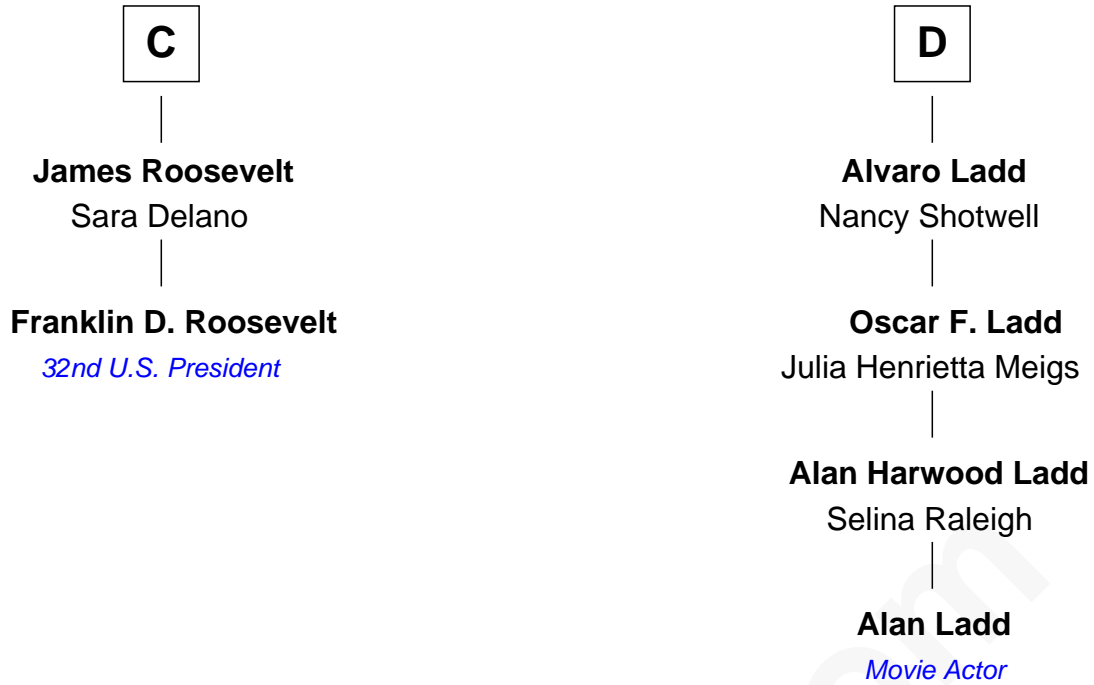 C
James Roosevelt
Sara Delano
Franklin D. Roosevelt
32nd U.S. President
D
Alvaro Ladd
Nancy Shotwell
Oscar F. Ladd
Julia Henrietta Meigs
Alan Harwood Ladd
Selina Raleigh
Alan Ladd
Movie Actor